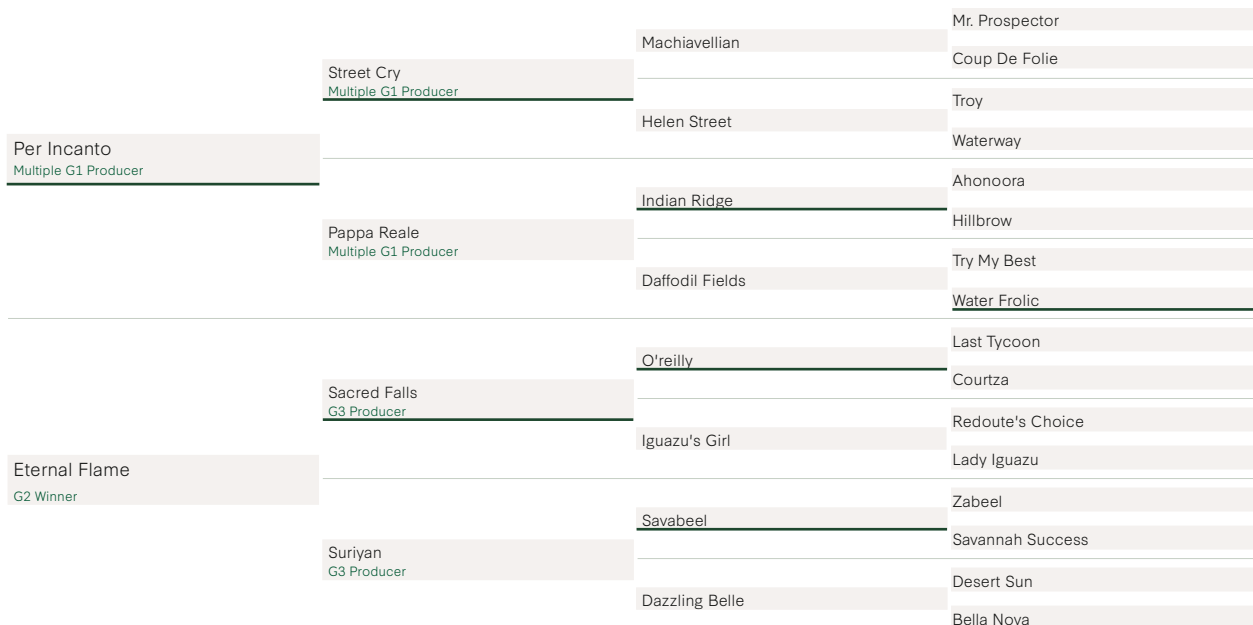 Mr. Prospector
Machiavellian
Coup De Folie
Street Cry
Multiple G1 Producer
Troy
Helen Street
Waterway
Per Incanto
Multiple G1 Producer
Ahonoora
Indian Ridge
Hillbrow
Pappa Reale
Multiple G1 Producer
Try My Best
Daffodil Fields
Water Frolic
Last Tycoon
O'reilly
Courtza
Sacred Falls
G3 Producer
Redoute's Choice
Iguazu's Girl
Lady Iguazu
Eternal Flame
G2 Winner
Zabeel
Savabeel
Savannah Success
Suriyan
G3 Producer
Desert Sun
Dazzling Belle
Bella Nova